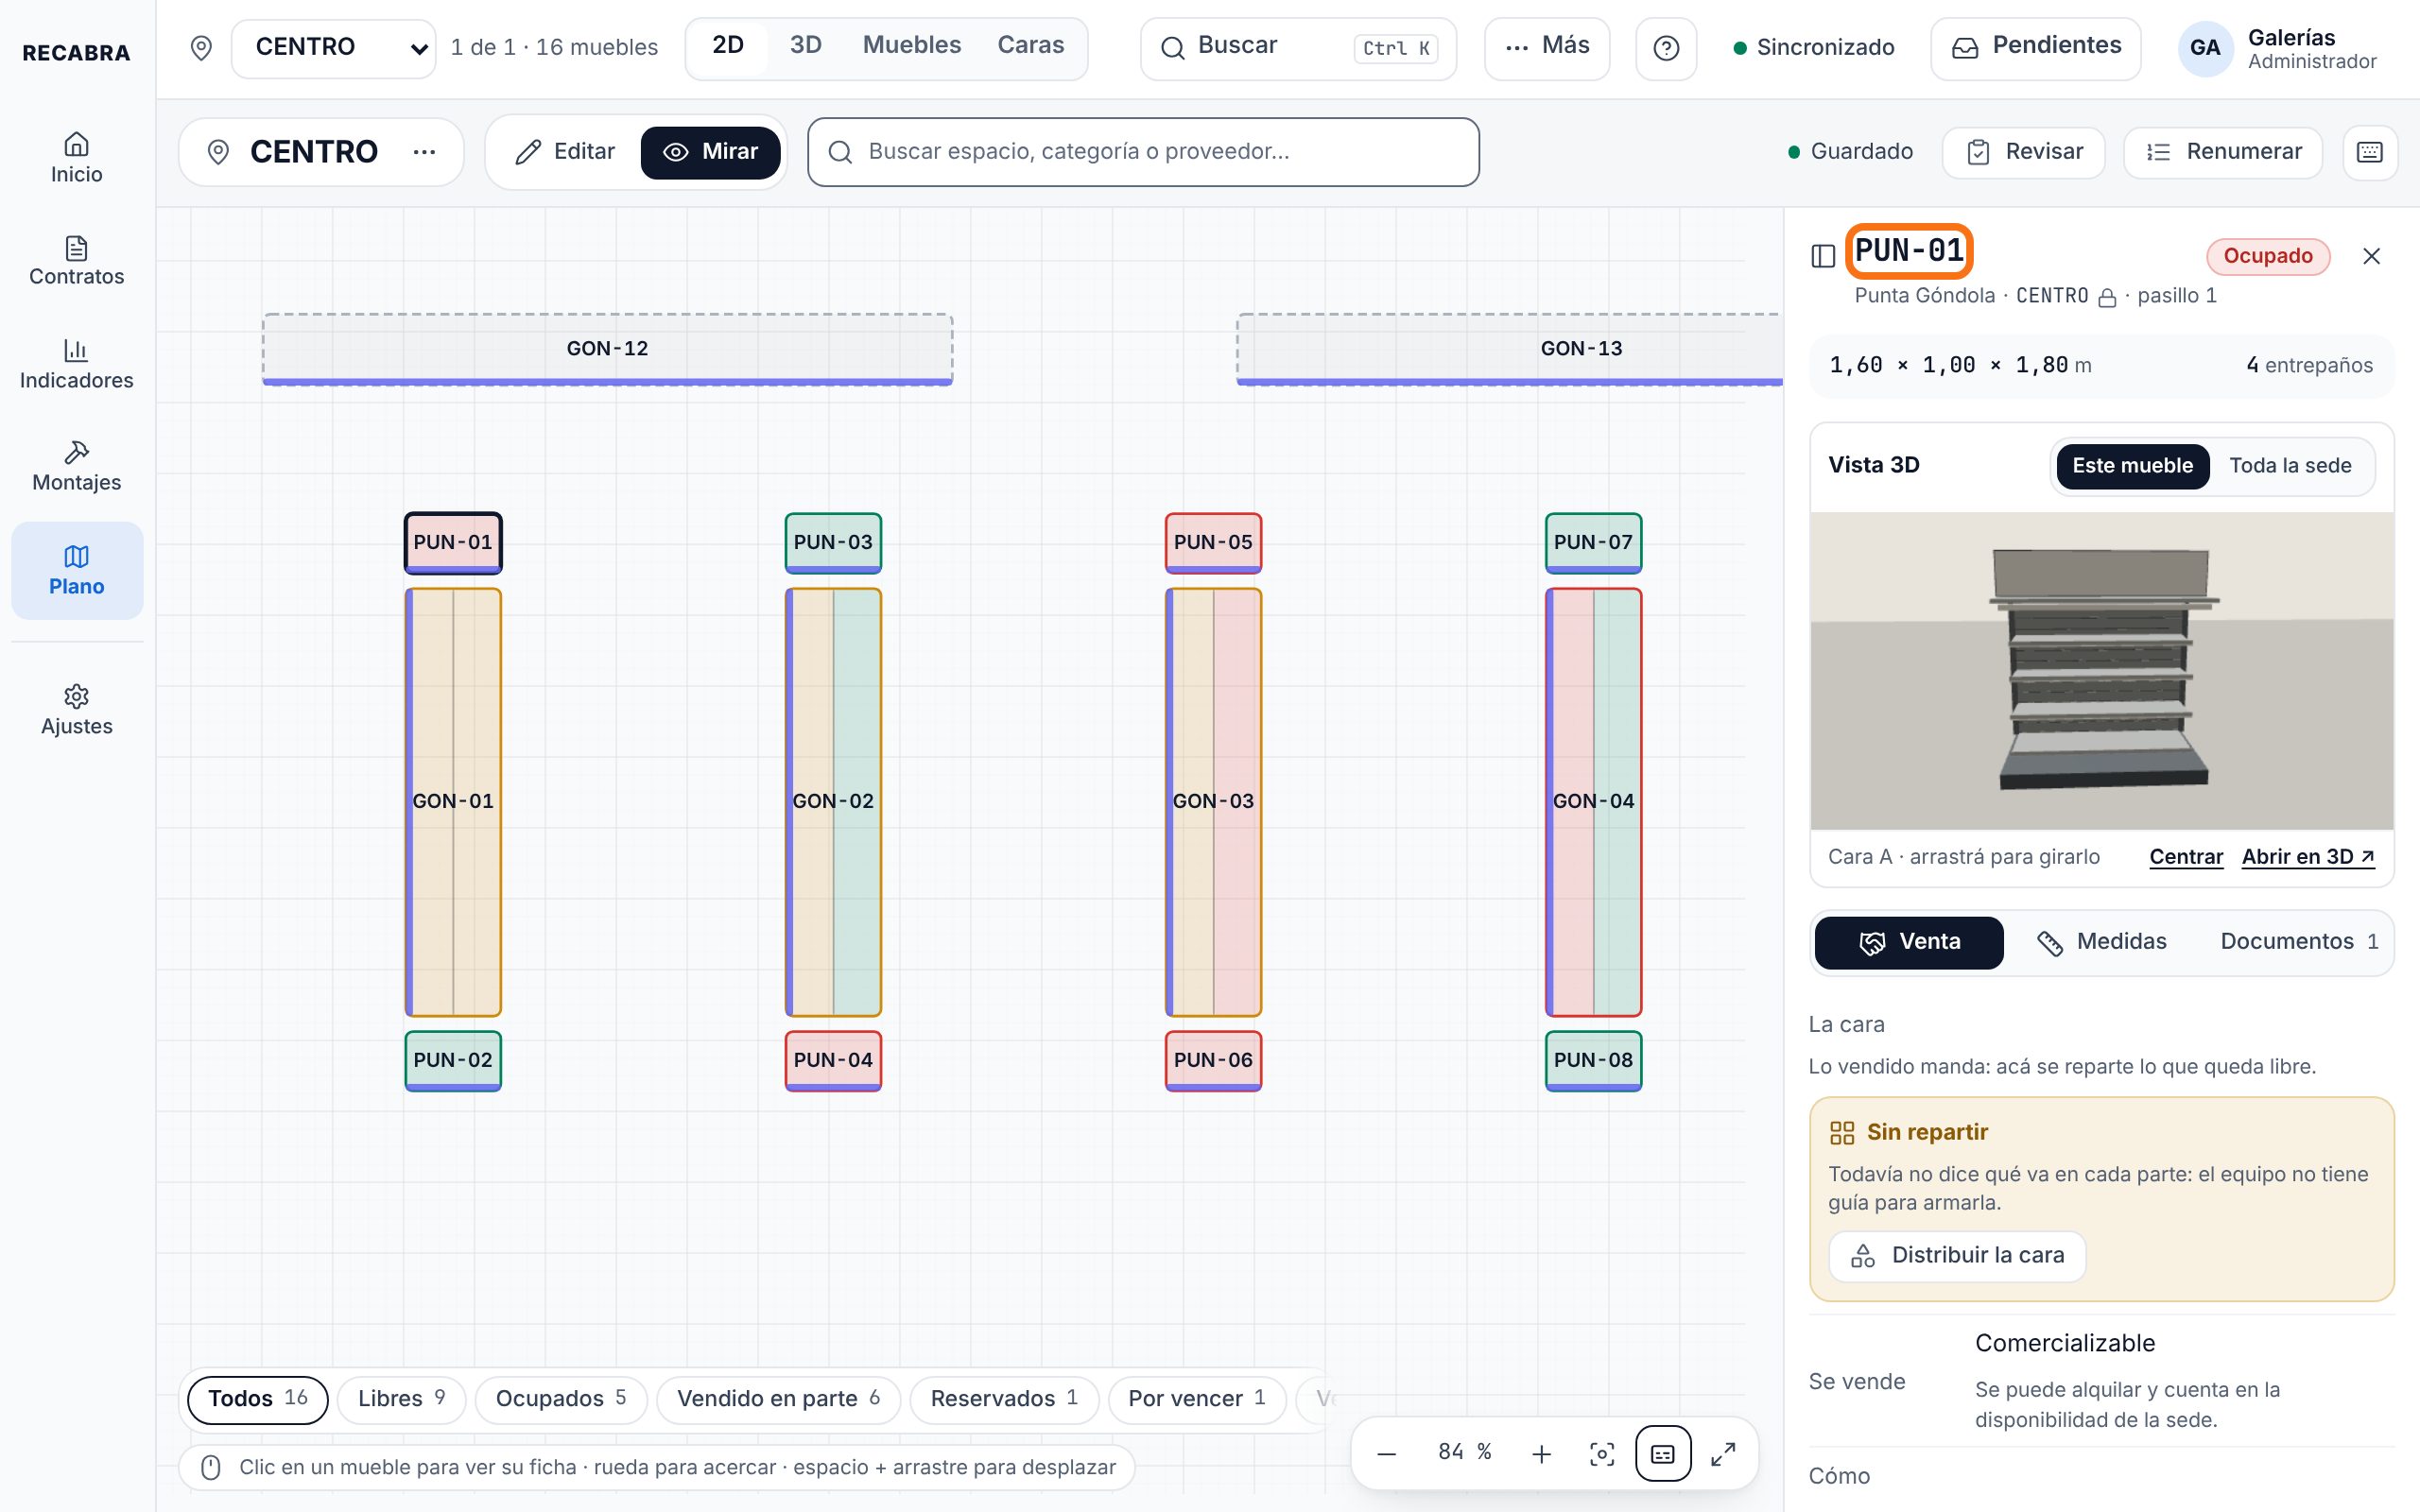 RECABRA
CENTRO
1 de 1 · 16 muebles
2D
3D
Muebles
Caras
Buscar
Ctrl K
Más
Sincronizado
Pendientes
GA
Galerías
Administrador
Inicio
Contratos
Indicadores
Montajes
Plano
Ajustes
CENTRO
Editar
Mirar
Buscar espacio, categoría o proveedor...
Guardado
Revisar
Renumerar
GON-12
GON-13
PUN-01
PUN-03
PUN-05
PUN-07
GON-01
GON-02
GON-03
GON-04
PUN-02
PUN-04
PUN-06
PUN-08
Todos 16
Libres 9
Ocupados 5
Vendido en parte 6
Reservados 1
Por vencer 1
Clic en un mueble para ver su ficha · rueda para acercar · espacio + arrastre para desplazar
84 %
PUN-01
Ocupado
Punta Góndola · CENTRO · pasillo 1
1,60 × 1,00 × 1,80 m
4 entrepaños
Vista 3D
Este mueble
Toda la sede
Cara A · arrastrá para girarlo
Centrar
Abrir en 3D
Venta
Medidas
Documentos 1
La cara
Lo vendido manda: acá se reparte lo que queda libre.
Sin repartir
Todavía no dice qué va en cada parte: el equipo no tiene
guía para armarla.
Distribuir la cara
Se vende
Comercializable
Se puede alquilar y cuenta en la
disponibilidad de la sede.
Cómo